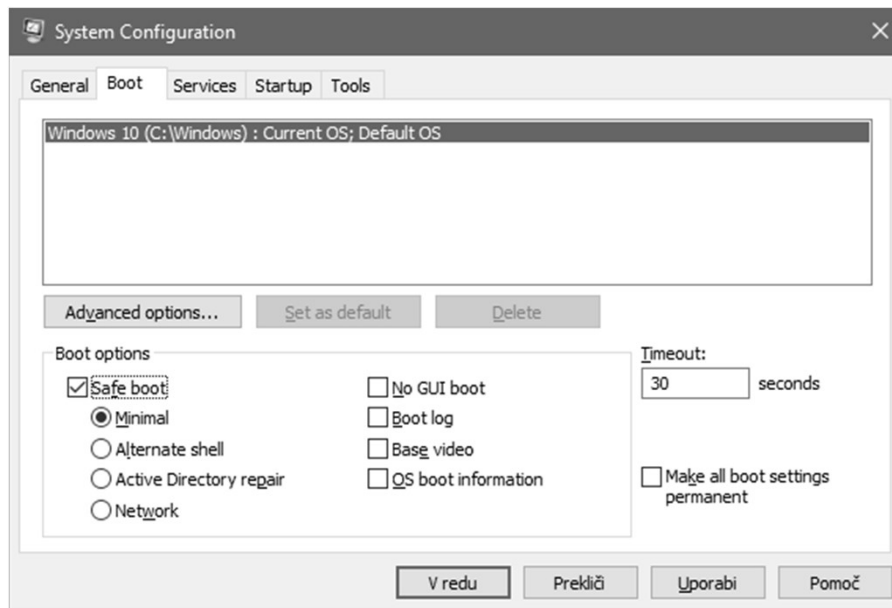 System Configuration
General Boot Services Startup Tools
Windows 10 (C:\Windows) : Current OS; Default OS
Advanced options... Set as default Delete
Boot options
Timeout:
Safe boot No GUI boot 30 seconds
Minimal Boot log
Alternate shell Base video
Active Directory repair OS boot information Make all boot settings
permanent
Network
V redu Prekliči Uporabi Pomoč